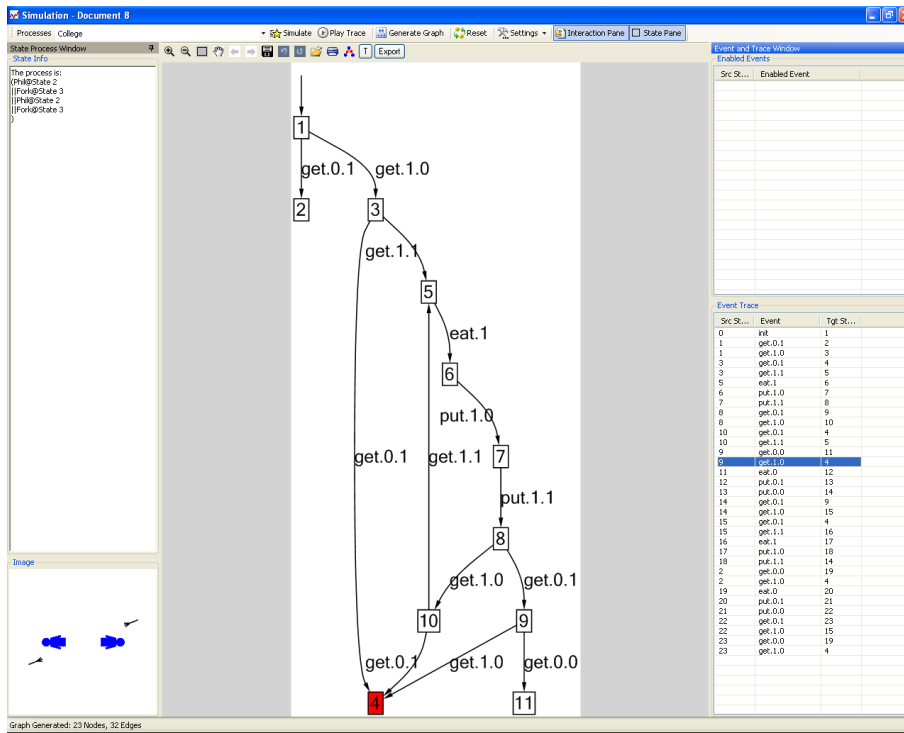 Simulation - Document 8
Processes College Simulate Play Trace Generate Graph Reset Settings Interaction Pane State Pane
State Process Window
State Info
The process is:
(Phil@State 2
||Fork@State 3
||Phil@State 2
||Fork@State 3
)
Image
T Export
1
get.0.1 get.1.0
2 3
get.1.1
5
eat.1
6
put.1.0
get.0.1 get.1.1 7
put.1.1
8
get.1.0 get.0.1
10 9
get.0.1 get.1.0 get.0.0
4 11
Event and Trace Window
Enabled Events
Src St... Enabled Event
Event Trace
Src St... Event Tgt St...
0 init 1
1 get.0.1 2
1 get.1.0 3
3 get.0.1 4
3 get.1.1 5
5 eat.1 6
6 put.1.0 7
7 put.1.1 8
8 get.0.1 9
8 get.1.0 10
10 get.0.1 4
10 get.1.1 5
9 get.0.0 11
9 get.1.0 4
11 eat.0 12
12 put.0.1 13
13 put.0.0 14
14 get.0.1 9
14 get.1.0 15
15 get.0.1 4
15 get.1.1 16
16 eat.1 17
17 put.1.0 18
18 put.1.1 14
2 get.0.0 19
2 get.1.0 4
19 eat.0 20
20 put.0.1 21
21 put.0.0 22
22 get.0.1 23
22 get.1.0 15
23 get.0.0 19
23 get.1.0 4
Graph Generated: 23 Nodes, 32 Edges